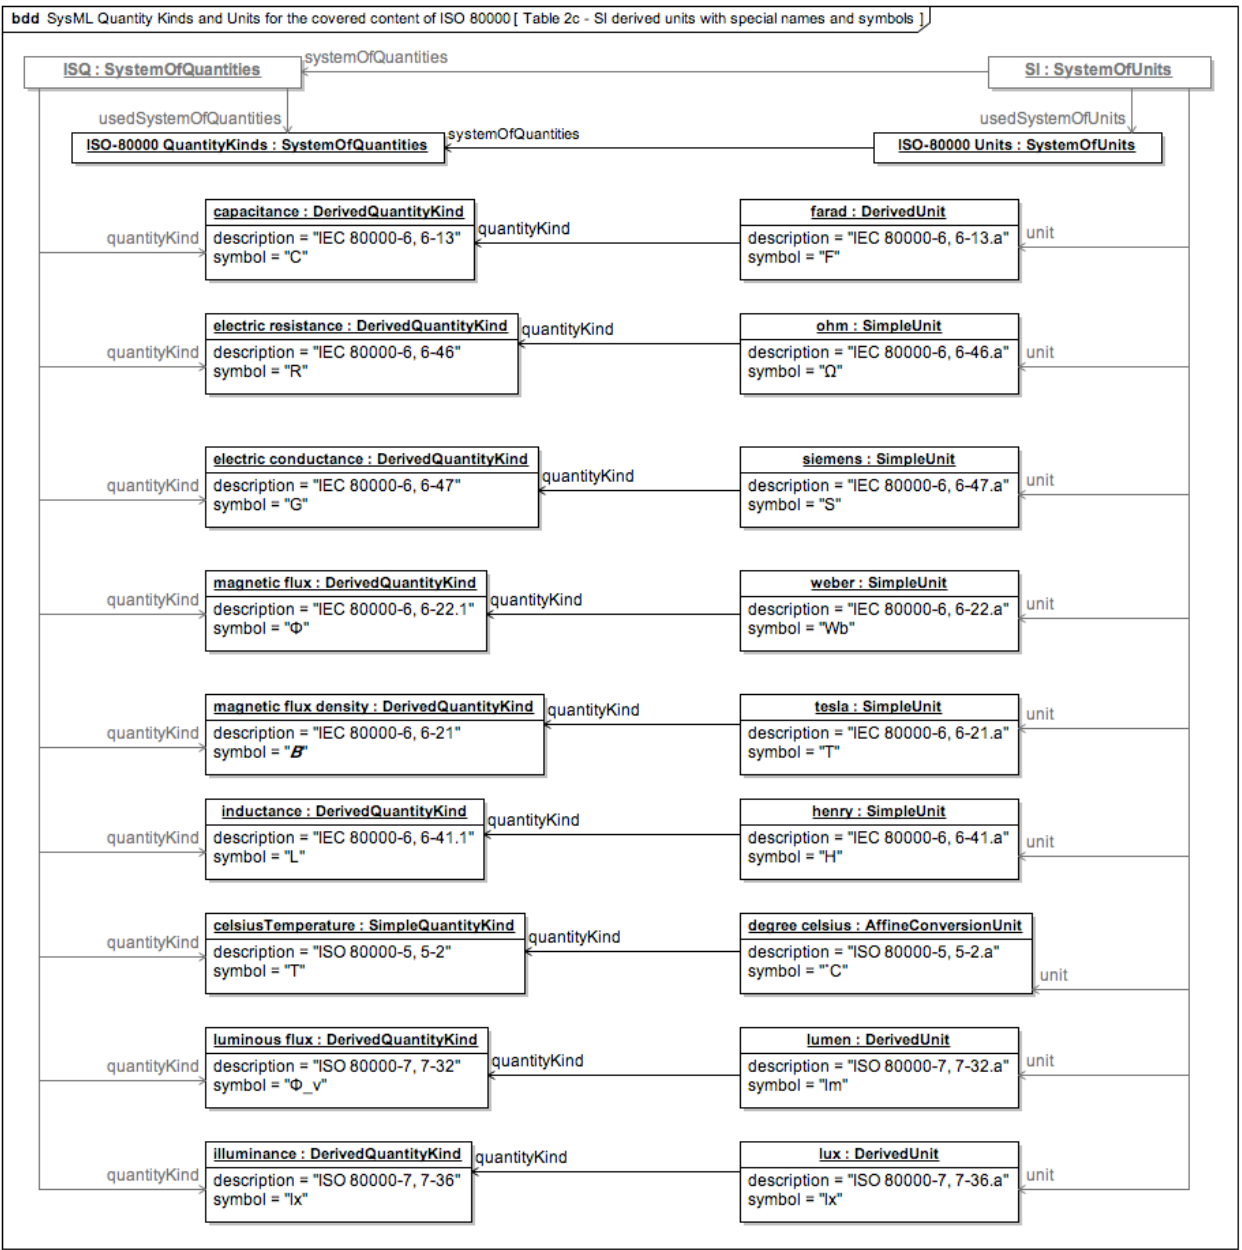 bdd SysML Quantity Kinds and Units for the covered content of ISO 80000 [ Table 2c - SI derived units with special names and symbols ]
systemOfQuantities
ISQ : SystemOfQuantities
SI : SystemOfUnits
usedSystemOfQuantities
usedSystemOfUnits
systemOfQuantities
ISO-80000 QuantityKinds : SystemOfQuantities
ISO-80000 Units : SystemOfUnits
capacitance : DerivedQuantityKind
farad : DerivedUnit
quantityKind
description = "IEC 80000-6, 6-13"
symbol = "C"
quantityKind
description = "IEC 80000-6, 6-13.a"
symbol = "F"
unit
electric resistance : DerivedQuantityKind
ohm : SimpleUnit
quantityKind
description = "IEC 80000-6, 6-46"
symbol = "R"
quantityKind
description = "IEC 80000-6, 6-46.a"
symbol = "Ω"
unit
electric conductance : DerivedQuantityKind
siemens : SimpleUnit
quantityKind
description = "IEC 80000-6, 6-47"
symbol = "G"
quantityKind
description = "IEC 80000-6, 6-47.a"
symbol = "S"
unit
magnetic flux : DerivedQuantityKind
weber : SimpleUnit
quantityKind
description = "IEC 80000-6, 6-22.1"
symbol = "Φ"
quantityKind
description = "IEC 80000-6, 6-22.a"
symbol = "Wb"
unit
magnetic flux density : DerivedQuantityKind
tesla : SimpleUnit
quantityKind
description = "IEC 80000-6, 6-21"
symbol = "B"
quantityKind
description = "IEC 80000-6, 6-21.a"
symbol = "T"
unit
inductance : DerivedQuantityKind
henry : SimpleUnit
quantityKind
description = "IEC 80000-6, 6-41.1"
symbol = "L"
quantityKind
description = "IEC 80000-6, 6-41.a"
symbol = "H"
unit
celsiusTemperature : SimpleQuantityKind
degree celsius : AffineConversionUnit
quantityKind
description = "ISO 80000-5, 5-2"
symbol = "T"
quantityKind
description = "ISO 80000-5, 5-2.a"
symbol = "˚C"
unit
luminous flux : DerivedQuantityKind
lumen : DerivedUnit
quantityKind
description = "ISO 80000-7, 7-32"
symbol = "Φ_v"
quantityKind
description = "ISO 80000-7, 7-32.a"
symbol = "lm"
unit
illuminance : DerivedQuantityKind
lux : DerivedUnit
quantityKind
description = "ISO 80000-7, 7-36"
symbol = "lx"
quantityKind
description = "ISO 80000-7, 7-36.a"
symbol = "lx"
unit